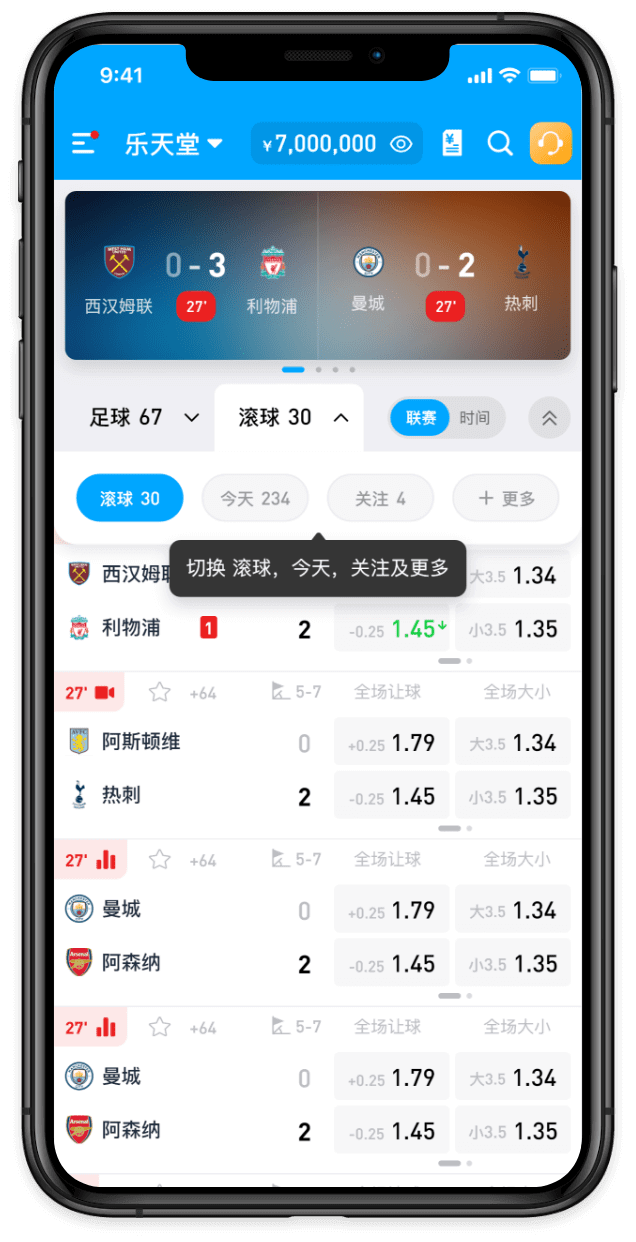 9:41
乐天堂 ¥7,000,000
0 - 3 0 - 2
西汉姆联 27' 利物浦 曼城 27' 热刺
足球 67 滚球 30 联赛 时间
滚球 30 今天 234 关注 4 + 更多
切换 滚球，今天，关注及更多
西汉姆联 大3.5 1.34
利物浦 1 2 -0.25 1.45 小3.5 1.35
27' +64 5-7 全场让球 全场大小
阿斯顿维 0 +0.25 1.79 大3.5 1.34
热刺 2 -0.25 1.45 小3.5 1.35
27' +64 5-7 全场让球 全场大小
曼城 0 +0.25 1.79 大3.5 1.34
阿森纳 2 -0.25 1.45 小3.5 1.35
27' +64 5-7 全场让球 全场大小
曼城 0 +0.25 1.79 大3.5 1.34
阿森纳 2 -0.25 1.45 小3.5 1.35